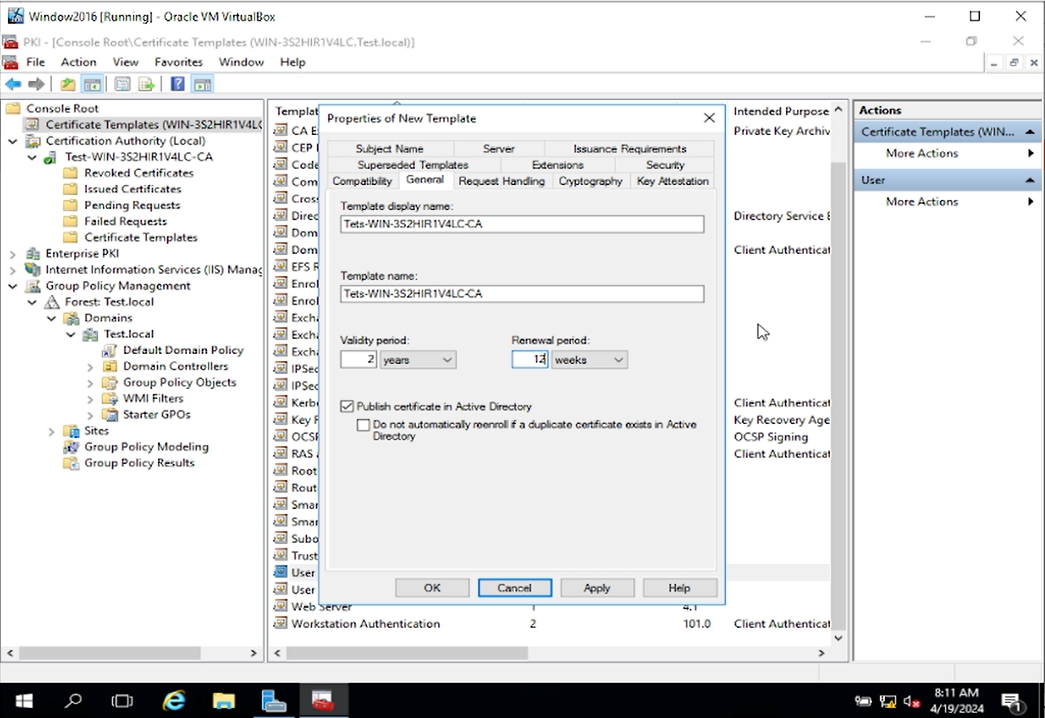 Window2016 [Running] - Oracle VM VirtualBox
PKI - [Console Root\Certificate Templates (WIN-3S2HIR1V4LC.Test.local)]
File Action View Favorites Window Help
Console Root
Certificate Templates (WIN-3S2HIR1V4LC
Certification Authority (Local)
Test-WIN-3S2HIR1V4LC-CA
Revoked Certificates
Issued Certificates
Pending Requests
Failed Requests
Certificate Templates
Enterprise PKI
Internet Information Services (IIS) Manag
Group Policy Management
Forest: Test.local
Domains
Test.local
Default Domain Policy
Domain Controllers
Group Policy Objects
WMI Filters
Starter GPOs
Sites
Group Policy Modeling
Group Policy Results
Templat
CA E
CEP
Code
Com
Cross
Direc
Dom
Dom
EFS R
Enrol
Enrol
Excha
Excha
Excha
IPSec
IPSec
Kerbe
Key F
OCSP
RAS a
Root
Rout
Smar
Smar
Subo
Trust
User
User
Web Server 1 4.1
Workstation Authentication 2 101.0 Client Authenticat
Properties of New Template
Subject Name Server Issuance Requirements
Superseded Templates Extensions Security
Compatibility General Request Handling Cryptography Key Attestation
Template display name:
Tets-WIN-3S2HIR1V4LC-CA
Template name:
Tets-WIN-3S2HIR1V4LC-CA
Validity period: Renewal period:
2 years 12 weeks
Publish certificate in Active Directory
Do not automatically reenroll if a duplicate certificate exists in Active
Directory
OK Cancel Apply Help
Intended Purpose
Private Key Archiv
Directory Service E
Client Authenticat
Client Authenticat
Key Recovery Age
OCSP Signing
Client Authenticat
Actions
Certificate Templates (WIN...
More Actions
User
More Actions
8:11 AM
4/19/2024
1